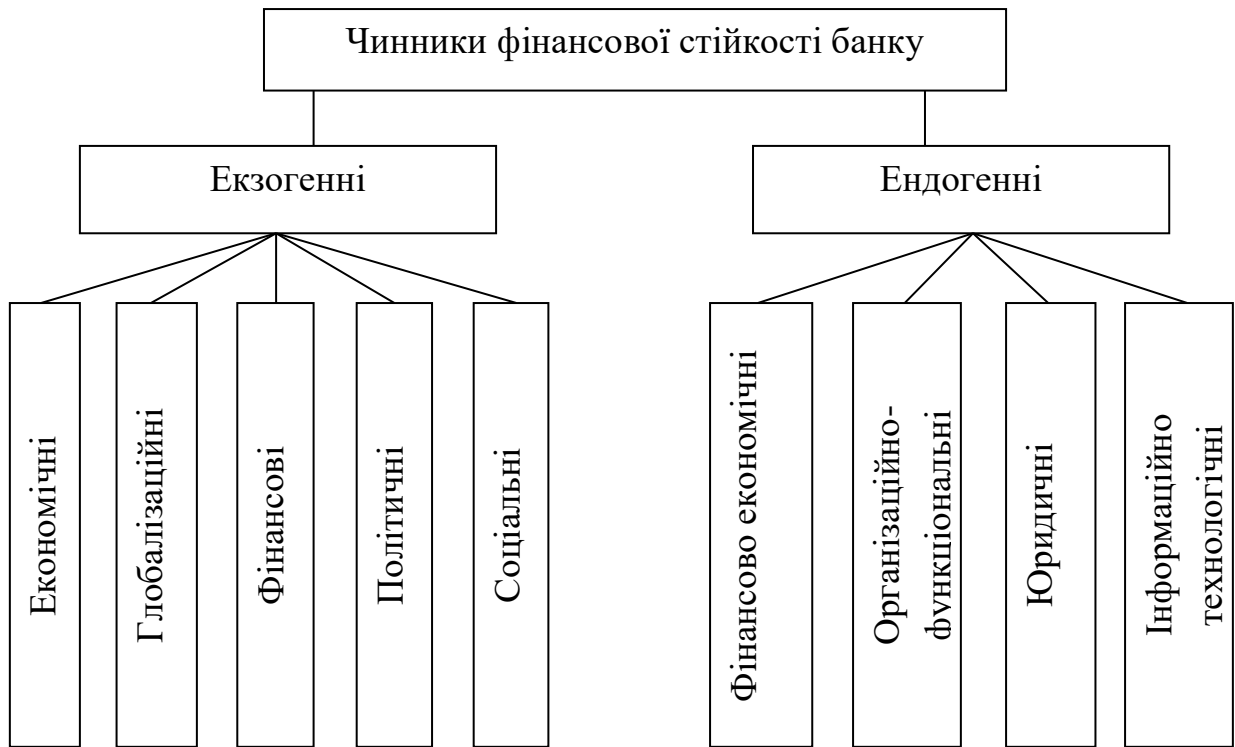 Чинники фінансової стійкості банку
Екзогенні
Ендогенні
Економічні
Глобалізаційні
Фінансові
Політичні
Соціальні
Фінансово економічні
Організаційно-
функціональні
Юридичні
Інформаційно
технологічні